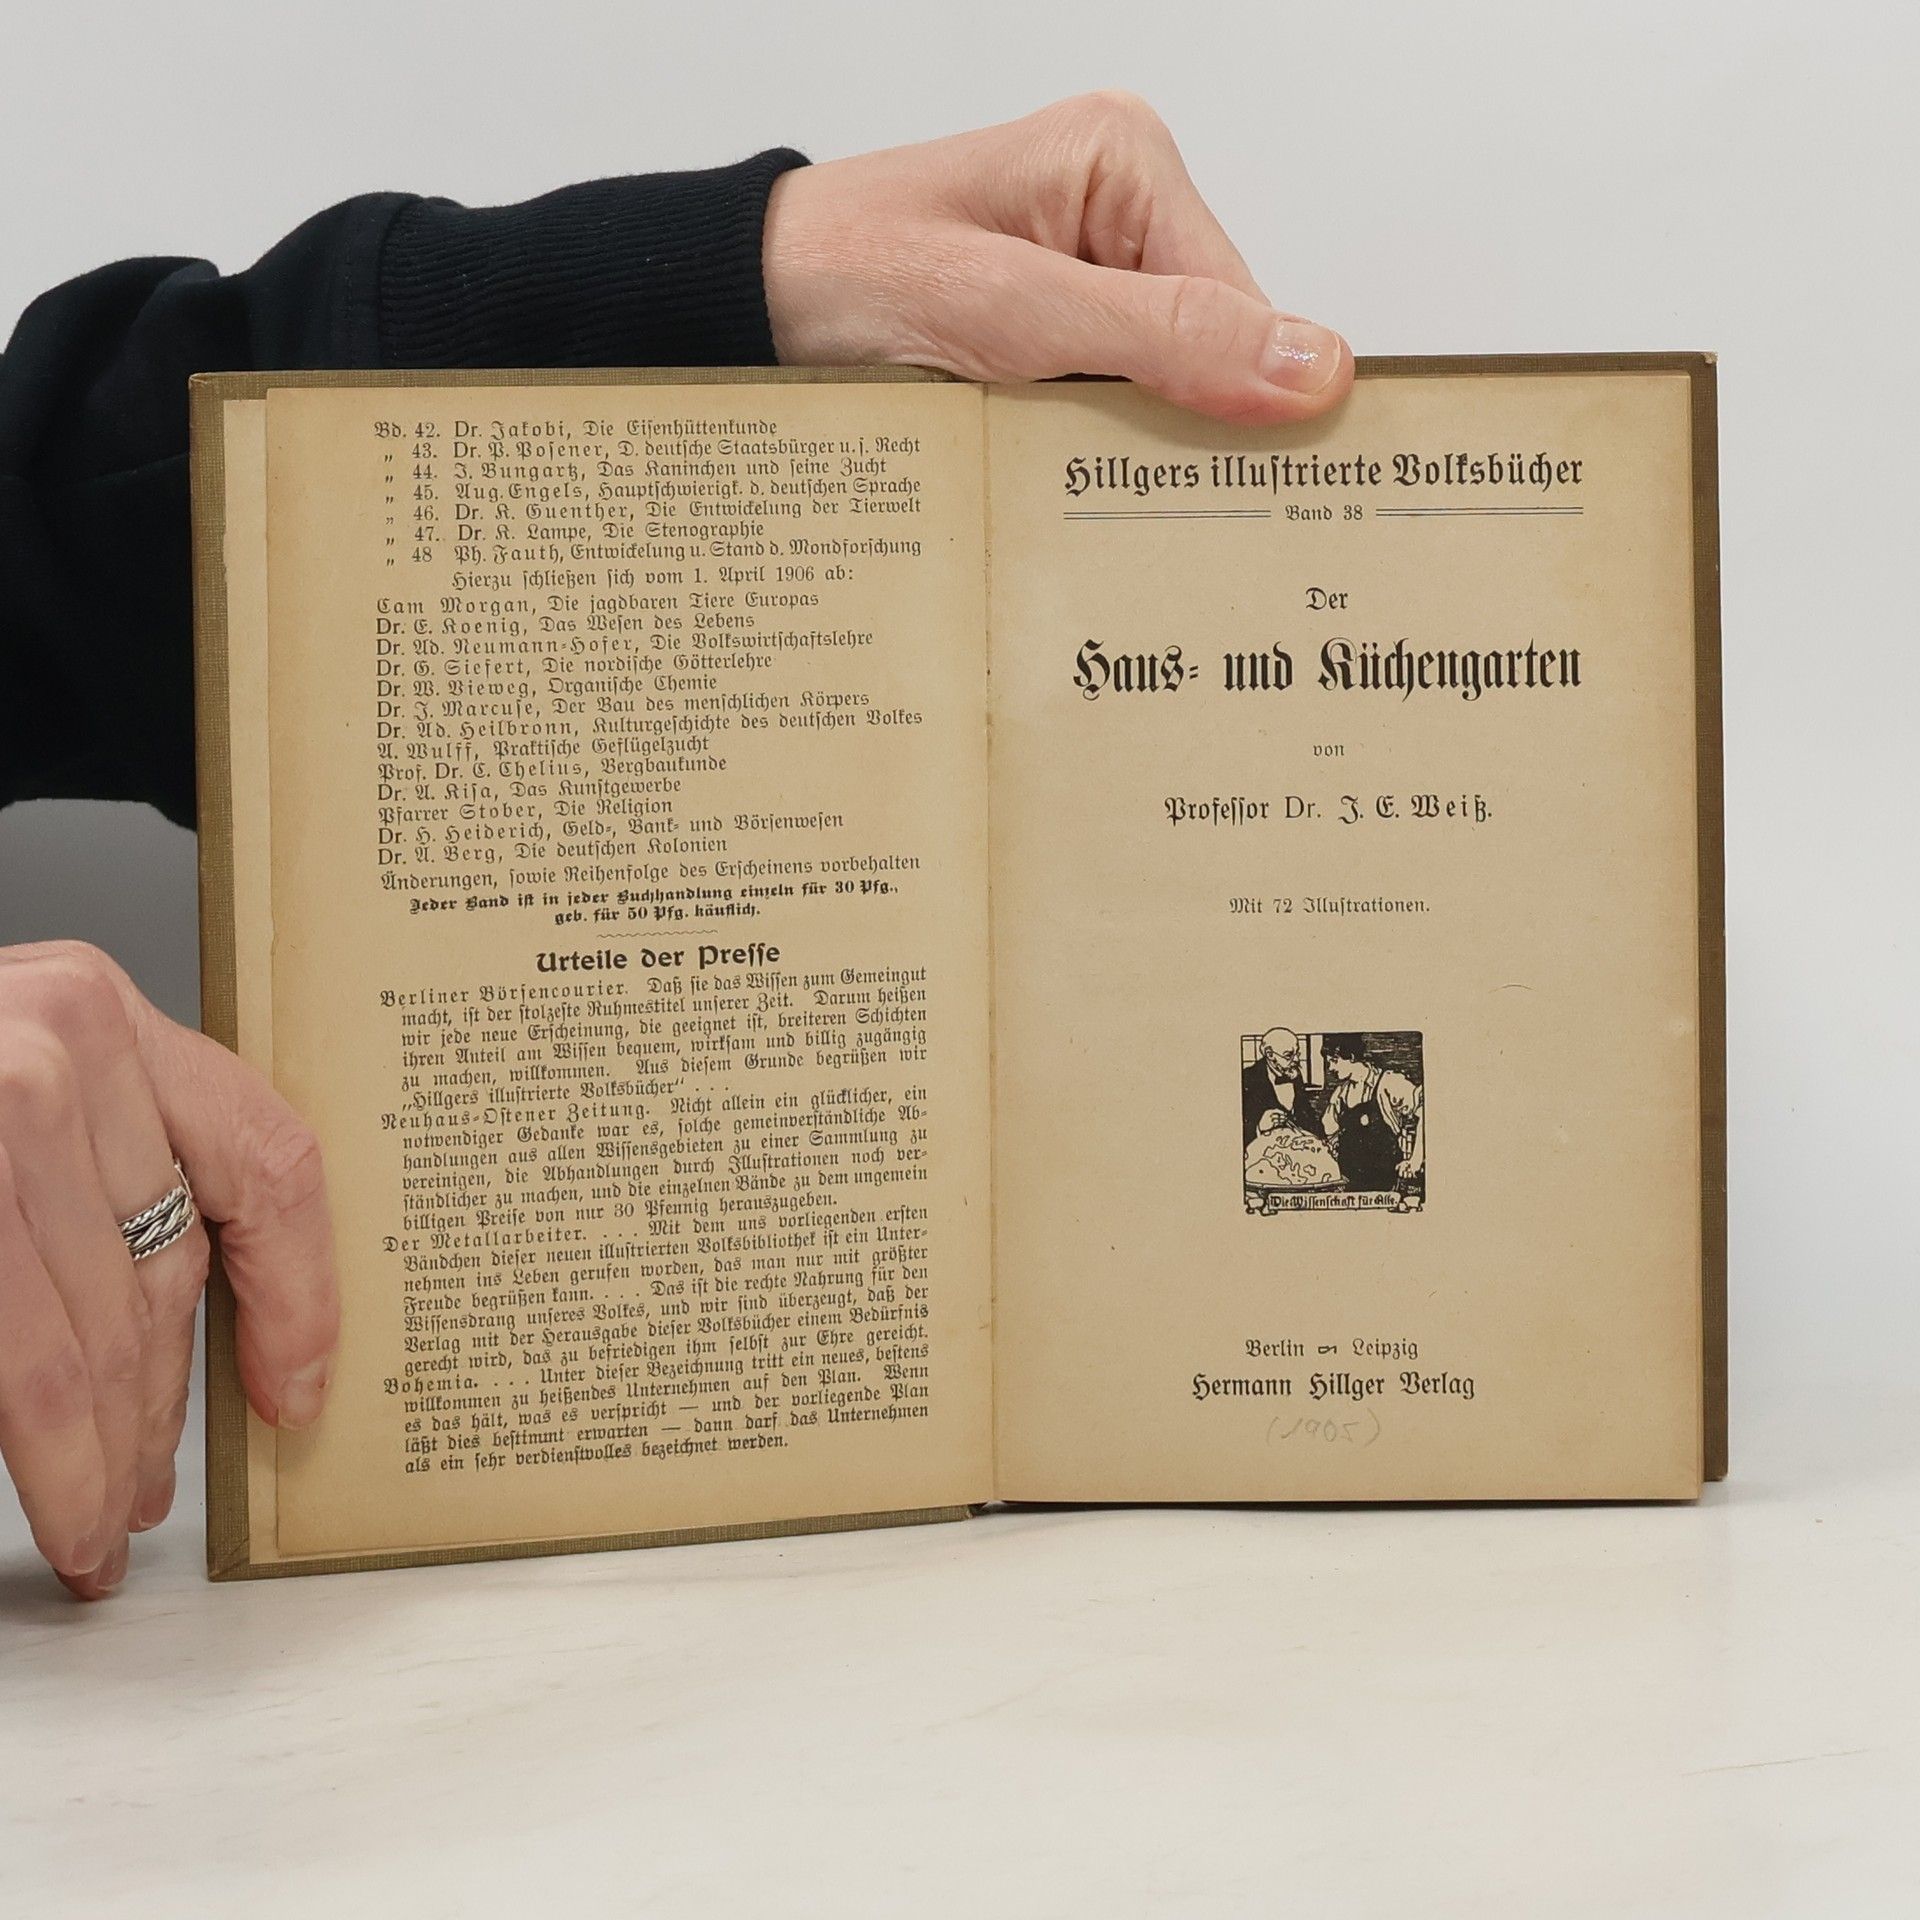 Bd. 42. Dr. Jakobi, Die Eiſenhüttenkunde
„ 43. Dr. P. Poſener, D. deutſche Staatsbürger u. ſ. Recht
„ 44. J. Bungartz, Das Kaninchen und ſeine Zucht
„ 45. Aug. Engels, Hauptſchwierigk. d. deutſchen Sprache
„ 46. Dr. K. Guenther, Die Entwickelung der Tierwelt
„ 47. Dr. K. Lampe, Die Stenographie
„ 48 Ph. Fauth, Entwickelung u. Stand d. Mondforſchung
Hierzu ſchließen ſich vom 1. April 1906 ab:
Cam Morgan, Die jagdbaren Tiere Europas
Dr. E. Koenig, Das Weſen des Lebens
Dr. Ad. Neumann-Hofer, Die Volkswirtſchaftslehre
Dr. G. Siefert, Die nordiſche Götterlehre
Dr. W. Vieweg, Organiſche Chemie
Dr. J. Marcuſe, Der Bau des menſchlichen Körpers
Dr. Ad. Heilbronn, Kulturgeſchichte des deutſchen Volkes
A. Wulff, Praktiſche Geflügelzucht
Prof. Dr. C. Chelius, Bergbaukunde
Dr. A. Kiſa, Das Kunſtgewerbe
Pfarrer Stober, Die Religion
Dr. H. Heiderich, Geld-, Bank- und Börſenweſen
Dr. A. Berg, Die deutſchen Kolonien
Änderungen, ſowie Reihenfolge des Erſcheinens vorbehalten
Jeder Band iſt in jeder Buchhandlung einzeln für 30 Pfg.,
geb. für 50 Pfg. käuflich.
Urteile der Preſſe
Berliner Börſencourier. Daß ſie das Wiſſen zum Gemeingut
macht, iſt der ſtolzeſte Ruhmestitel unſerer Zeit. Darum heißen
wir jede neue Erſcheinung, die geeignet iſt, breiteren Schichten
ihren Anteil am Wiſſen bequem, wirkſam und billig zugängig
zu machen, willkommen. Aus dieſem Grunde begrüßen wir
„Hillgers illuſtrierte Volksbücher“ . . .
Neuhaus-Oſtener Zeitung. Nicht allein ein glücklicher, ein
notwendiger Gedanke war es, ſolche gemeinverſtändliche Ab-
handlungen aus allen Wiſſensgebieten zu einer Sammlung zu
vereinigen, die Abhandlungen durch Illuſtrationen noch ver-
ſtändlicher zu machen, und die einzelnen Bände zu dem ungemein
billigen Preiſe von nur 30 Pfennig herauszugeben.
Der Metallarbeiter. . . . Mit dem uns vorliegenden erſten
Bändchen dieſer neuen illuſtrierten Volksbibliothek iſt ein Unter-
nehmen ins Leben gerufen worden, das man nur mit größter
Freude begrüßen kann. . . . Das iſt die rechte Nahrung für den
Wiſſensdrang unſeres Volkes, und wir ſind überzeugt, daß der
Verlag mit der Herausgabe dieſer Volksbücher einem Bedürfnis
gerecht wird, das zu befriedigen ihm ſelbſt zur Ehre gereicht.
Bohemia. . . . Unter dieſer Bezeichnung tritt ein neues, beſtens
willkommen zu heißendes Unternehmen auf den Plan. Wenn
es das hält, was es verſpricht — und der vorliegende Plan
läßt dies beſtimmt erwarten — dann darf das Unternehmen
als ein ſehr verdienſtvolles bezeichnet werden.
Hillgers illuſtrierte Volksbücher
Band 38
Der
Haus- und Küchengarten
von
Profeſſor Dr. J. E. Weiß.
Mit 72 Illuſtrationen.
Die Wiſſenſchaft für Alle.
Berlin Leipzig
Hermann Hillger Verlag
(1905)